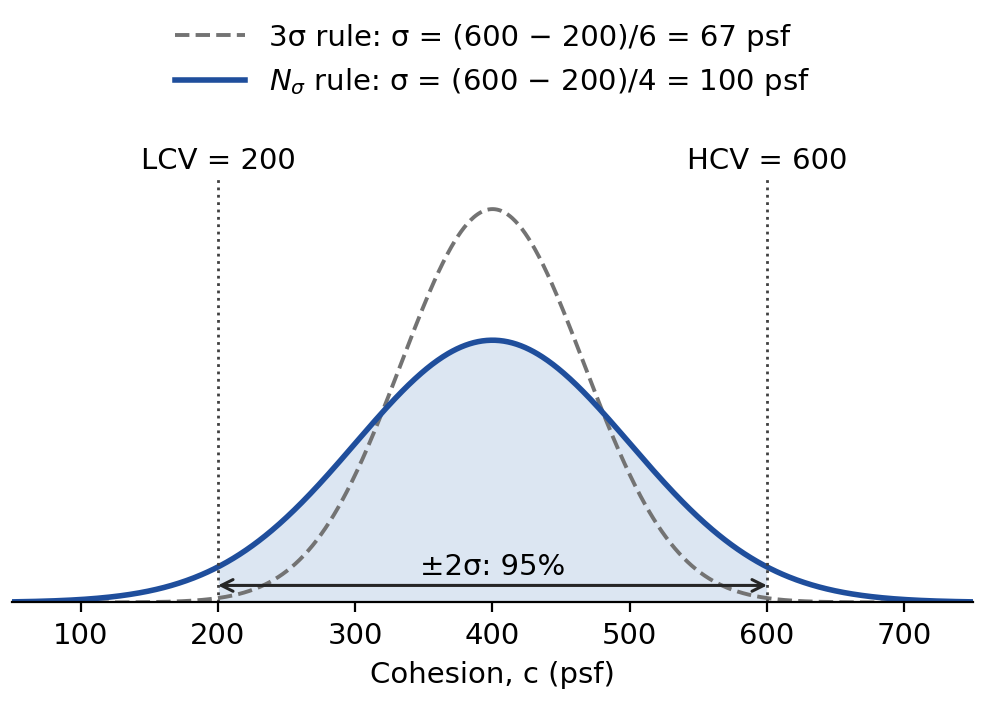 3σ rule: σ = (600 − 200)/6 = 67 psf
Nσ rule: σ = (600 − 200)/4 = 100 psf
LCV = 200
HCV = 600
±2σ: 95%
100 200 300 400 500 600 700
Cohesion, c (psf)